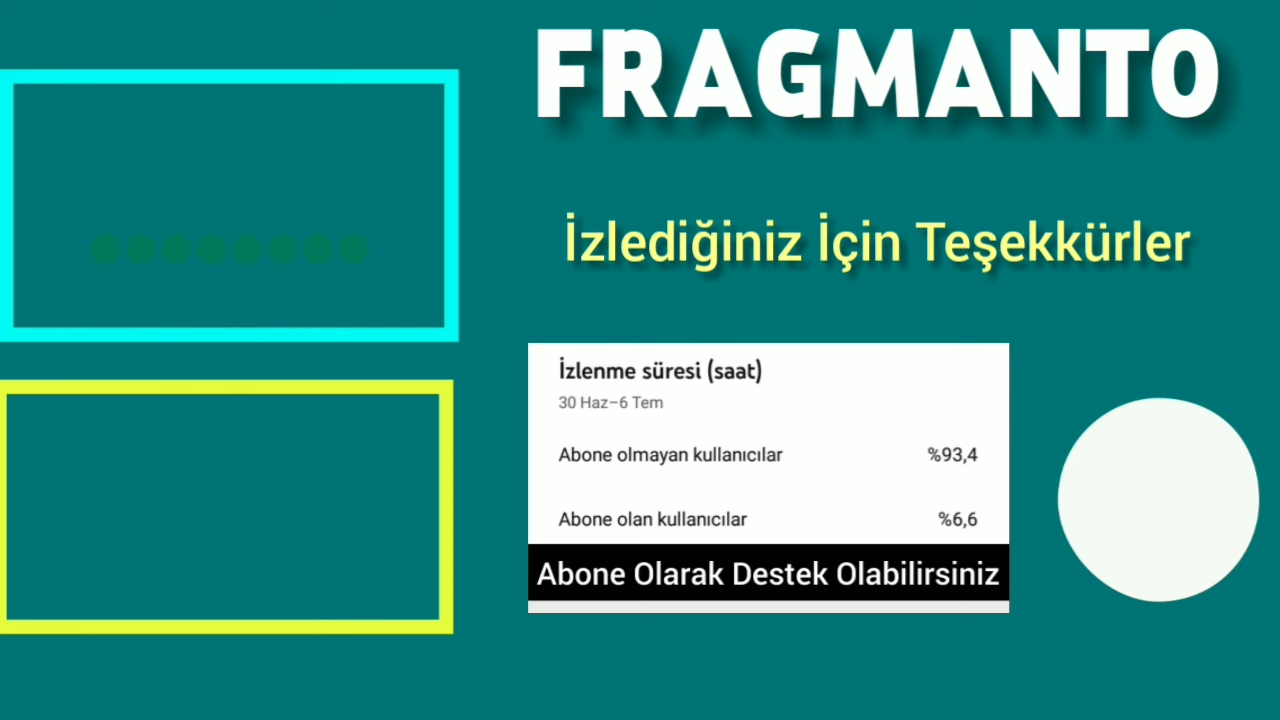 FRAGMANTO
İzlediğiniz İçin Teşekkürler
İzlenme süresi (saat)
30 Haz–6 Tem
Abone olmayan kullanıcılar %93,4
Abone olan kullanıcılar %6,6
Abone Olarak Destek Olabilirsiniz